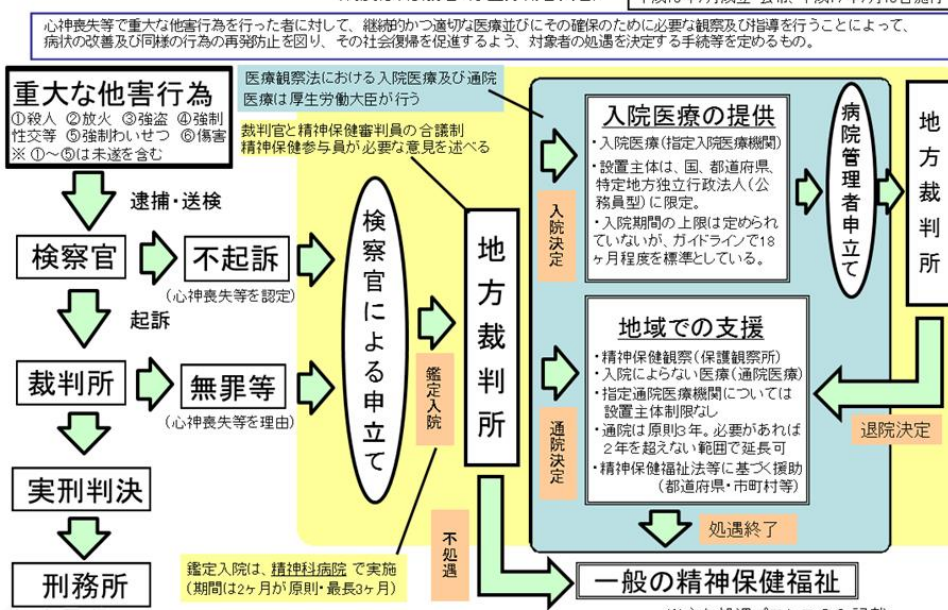 心神喪失等で重大な他害行為を行った者に対して、継続的かつ適切な医療並びにその確保のために必要な観察及び指導を行うことによって、
病状の改善及び同様の行為の再発防止を図り、その社会復帰を促進するよう、対象者の処遇を決定する手続等を定めるもの。
重大な他害行為
①殺人 ②放火 ③強盗 ④強制
性交等 ⑤強制わいせつ ⑥傷害
※ ①～⑤は未遂を含む
逮捕・送検
検察官
不起訴
(心神喪失等を認定)
起訴
裁判所
無罪等
(心神喪失等を理由)
実刑判決
刑務所
医療観察法における入院医療及び通院
医療は厚生労働大臣が行う
裁判官と精神保健審判員の合議制
精神保健参与員が必要な意見を述べる
検察官による申立て
鑑定入院
地方裁判所
鑑定入院は、精神科病院 で実施
(期間は2ヶ月が原則・最長3ヶ月)
入院決定
通院決定
不処遇
入院医療の提供
・入院医療(指定入院医療機関)
・設置主体は、国、都道府県、
特定地方独立行政法人(公
務員型)に限定。
・入院期間の上限は定められ
ていないが、ガイドラインで18
ヶ月程度を標準としている。
病院管理者申立て
地方裁判所
退院決定
地域での支援
・精神保健観察(保護観察所)
・入院によらない医療(通院医療)
・指定通院医療機関については
設置主体制限なし
・通院は原則3年。必要があれば
2年を超えない範囲で延長可
・精神保健福祉法等に基づく援助
(都道府県・市町村等)
処遇終了
一般の精神保健福祉